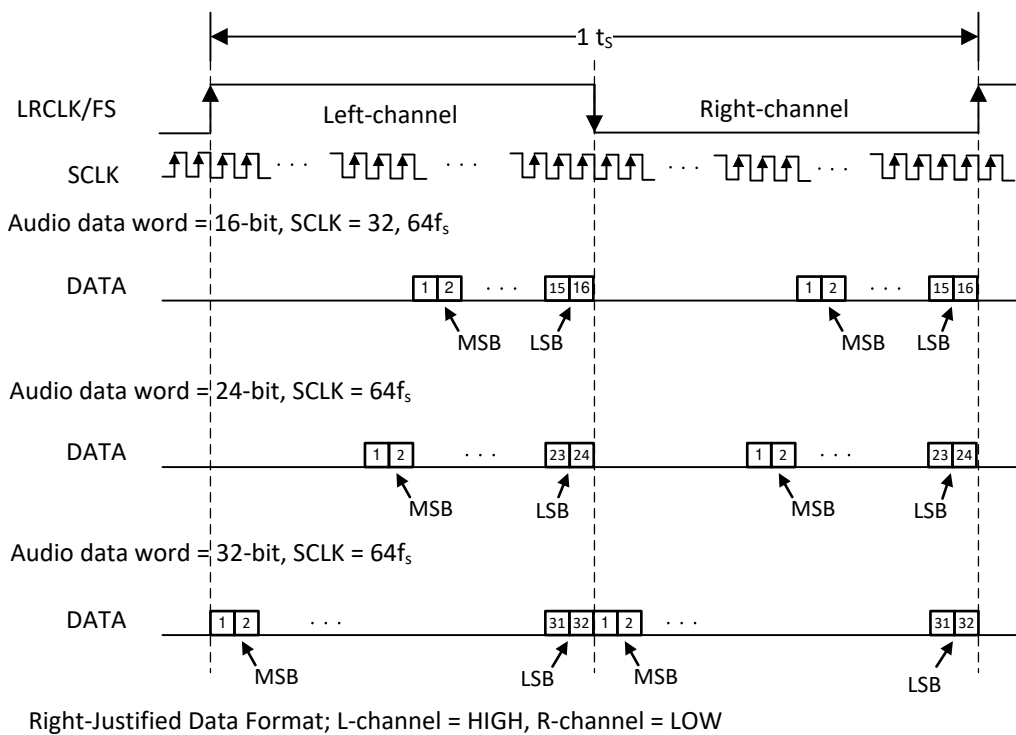 1 tS
LRCLK/FS
Left-channel
Right-channel
SCLK
. . .
. . .
. . .
. . .
Audio data word = 16-bit, SCLK = 32, 64fs
DATA
1 2 . . . 15 16 1 2 . . . 15 16
MSB LSB MSB LSB
Audio data word = 24-bit, SCLK = 64fs
DATA
1 2 . . . 23 24 1 2 . . . 23 24
MSB LSB MSB LSB
Audio data word = 32-bit, SCLK = 64fs
DATA
1 2 . . . 31 32 1 2 . . . 31 32
MSB LSB MSB LSB
Right-Justified Data Format; L-channel = HIGH, R-channel = LOW